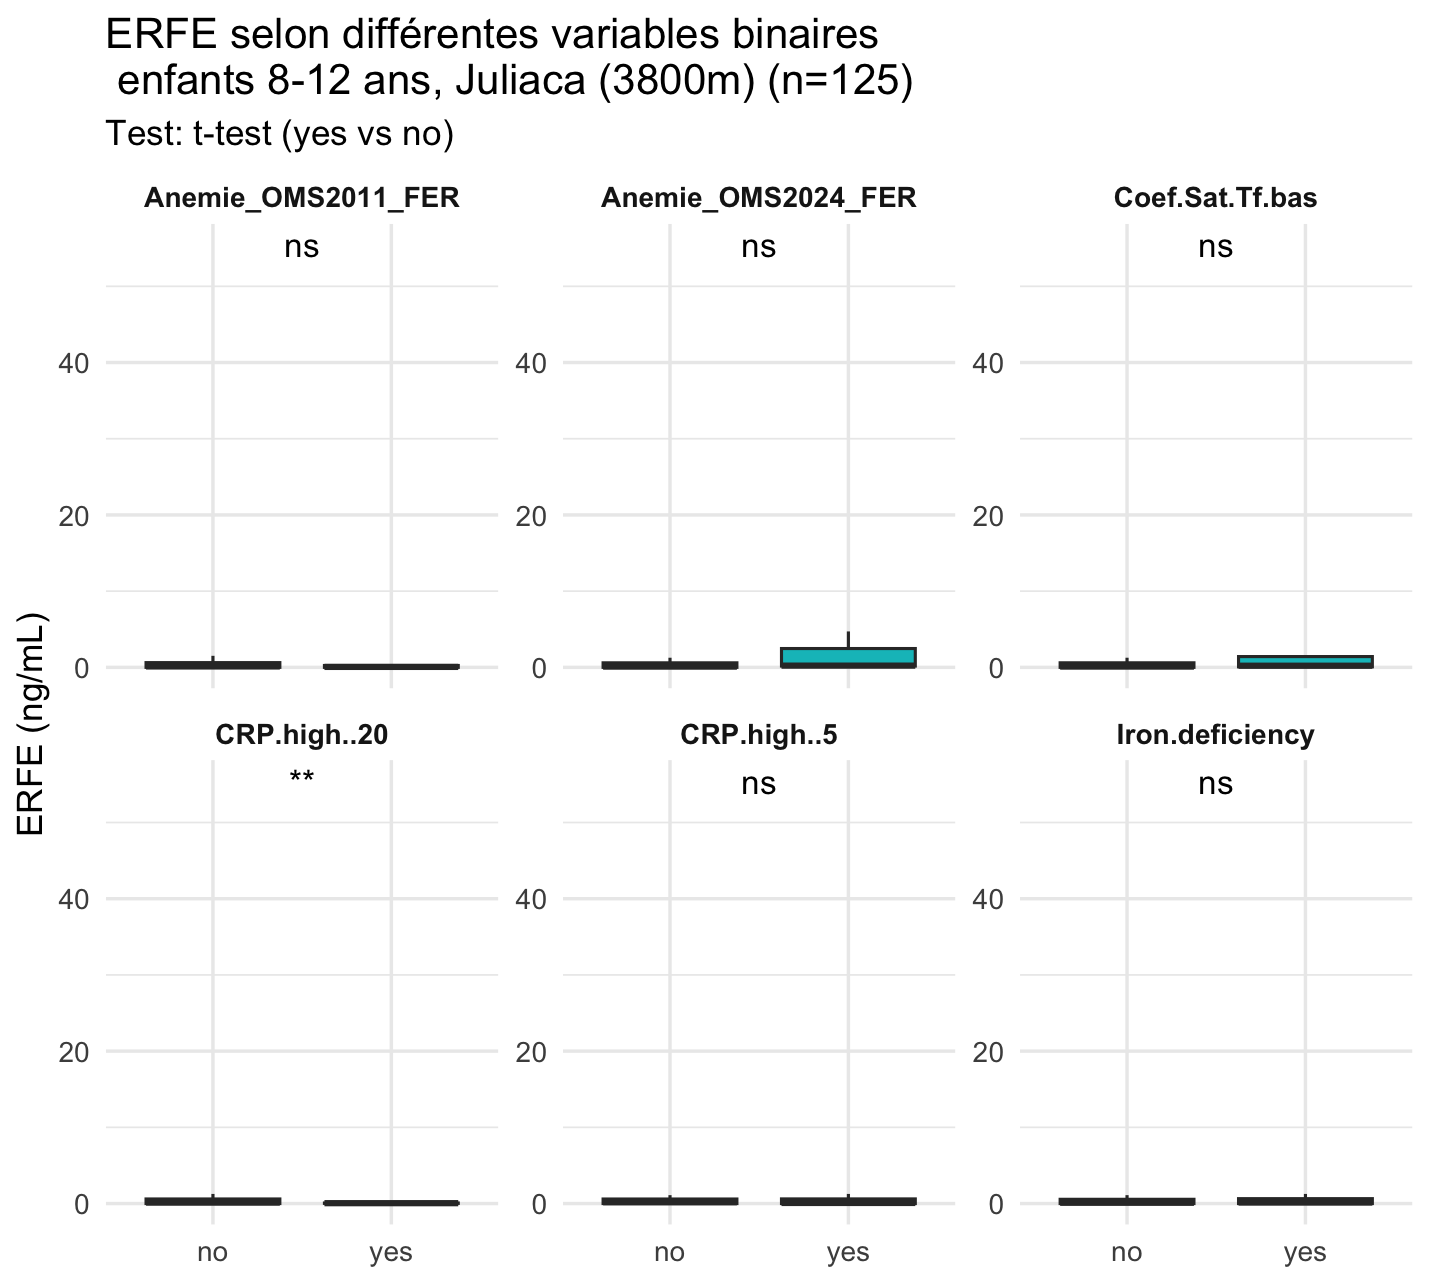 ERFE selon différentes variables binaires
enfants 8-12 ans, Juliaca (3800m) (n=125)
Test: t-test (yes vs no)
Anemie_OMS2011_FER
Anemie_OMS2024_FER
Coef.Sat.Tf.bas
ns
ns
ns
40
20
0
40
20
0
40
20
0
ERFE (ng/mL)
CRP.high..20
CRP.high..5
Iron.deficiency
**
ns
ns
40
20
0
40
20
0
40
20
0
no
yes
no
yes
no
yes